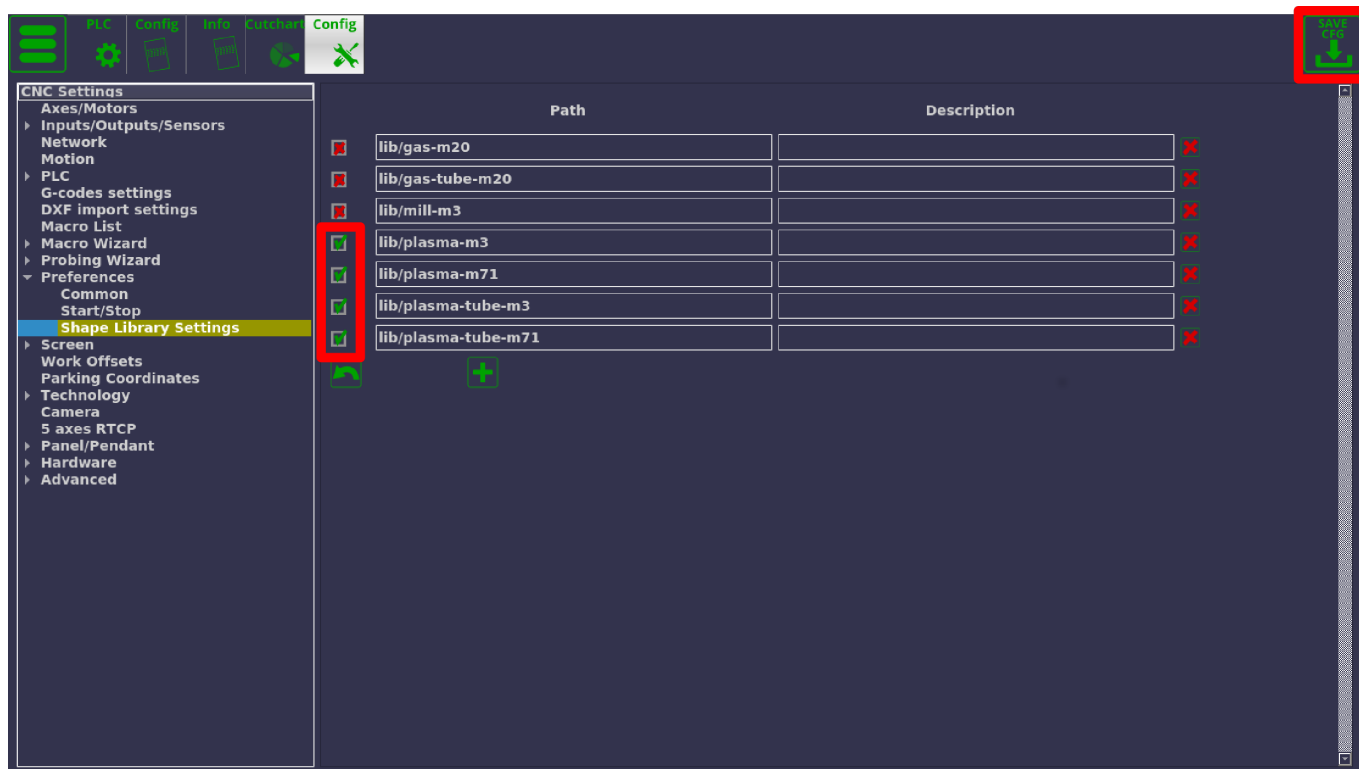 PLC Config Info Cutchart Config
SAVE
CFG
CNC Settings
Axes/Motors
Inputs/Outputs/Sensors
Network
Motion
PLC
G-codes settings
DXF import settings
Macro List
Macro Wizard
Probing Wizard
Preferences
Common
Start/Stop
Shape Library Settings
Screen
Work Offsets
Parking Coordinates
Technology
Camera
5 axes RTCP
Panel/Pendant
Hardware
Advanced
Path Description
lib/gas-m20
lib/gas-tube-m20
lib/mill-m3
lib/plasma-m3
lib/plasma-m71
lib/plasma-tube-m3
lib/plasma-tube-m71